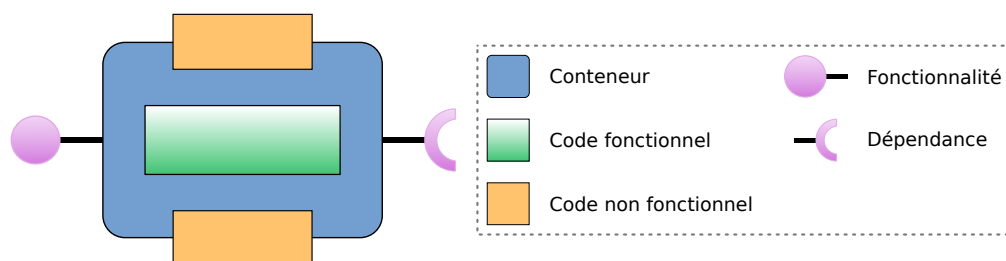 Conteneur
Fonctionnalité
Code fonctionnel
Dépendance
Code non fonctionnel